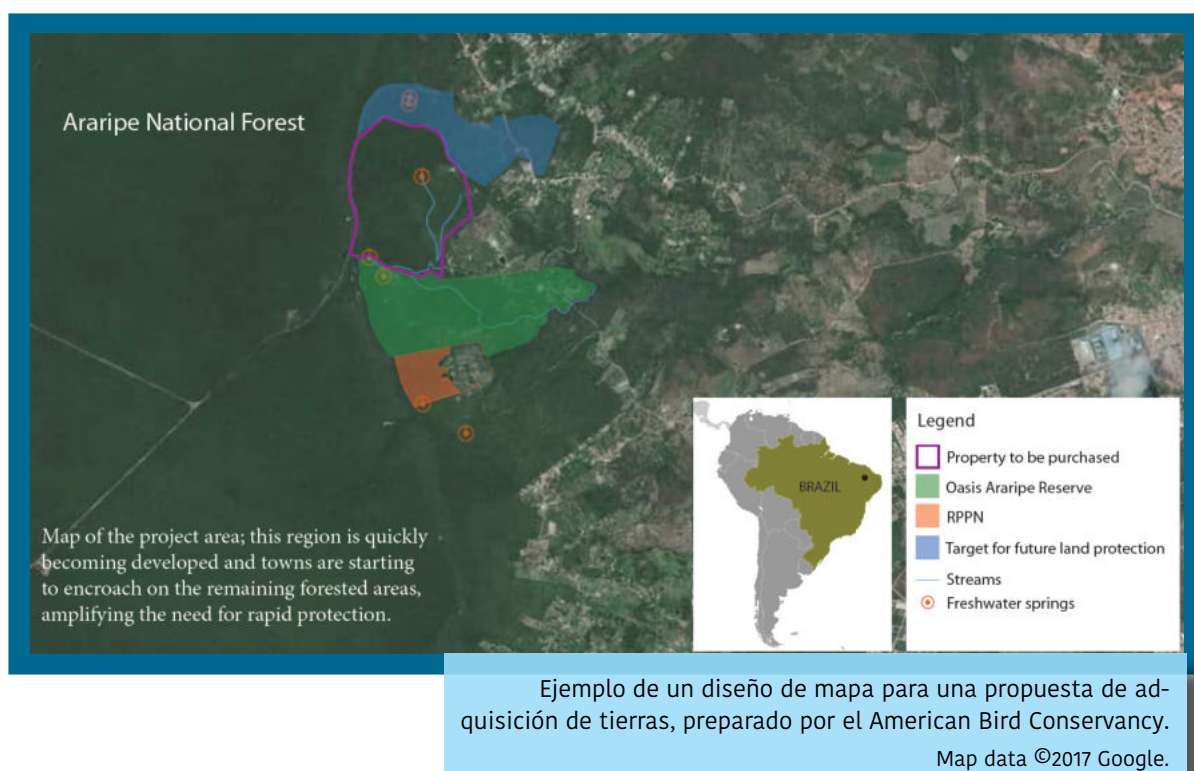 Araripe National Forest
Map of the project area; this region is quickly
becoming developed and towns are starting
to encroach on the remaining forested areas,
amplifying the need for rapid protection.
BRAZIL
Legend
Property to be purchased
Oasis Araripe Reserve
RPPN
Target for future land protection
Streams
Freshwater springs
Ejemplo de un diseño de mapa para una propuesta de ad-
quisición de tierras, preparado por el American Bird Conservancy.
Map data ©2017 Google.